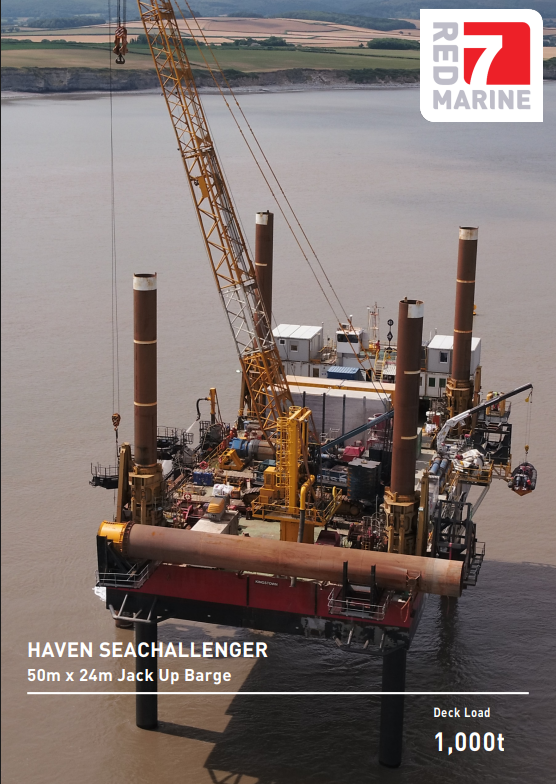 RED
7
MARINE
HAVEN SEACHALLENGER
50m x 24m Jack Up Barge
Deck Load
1,000t